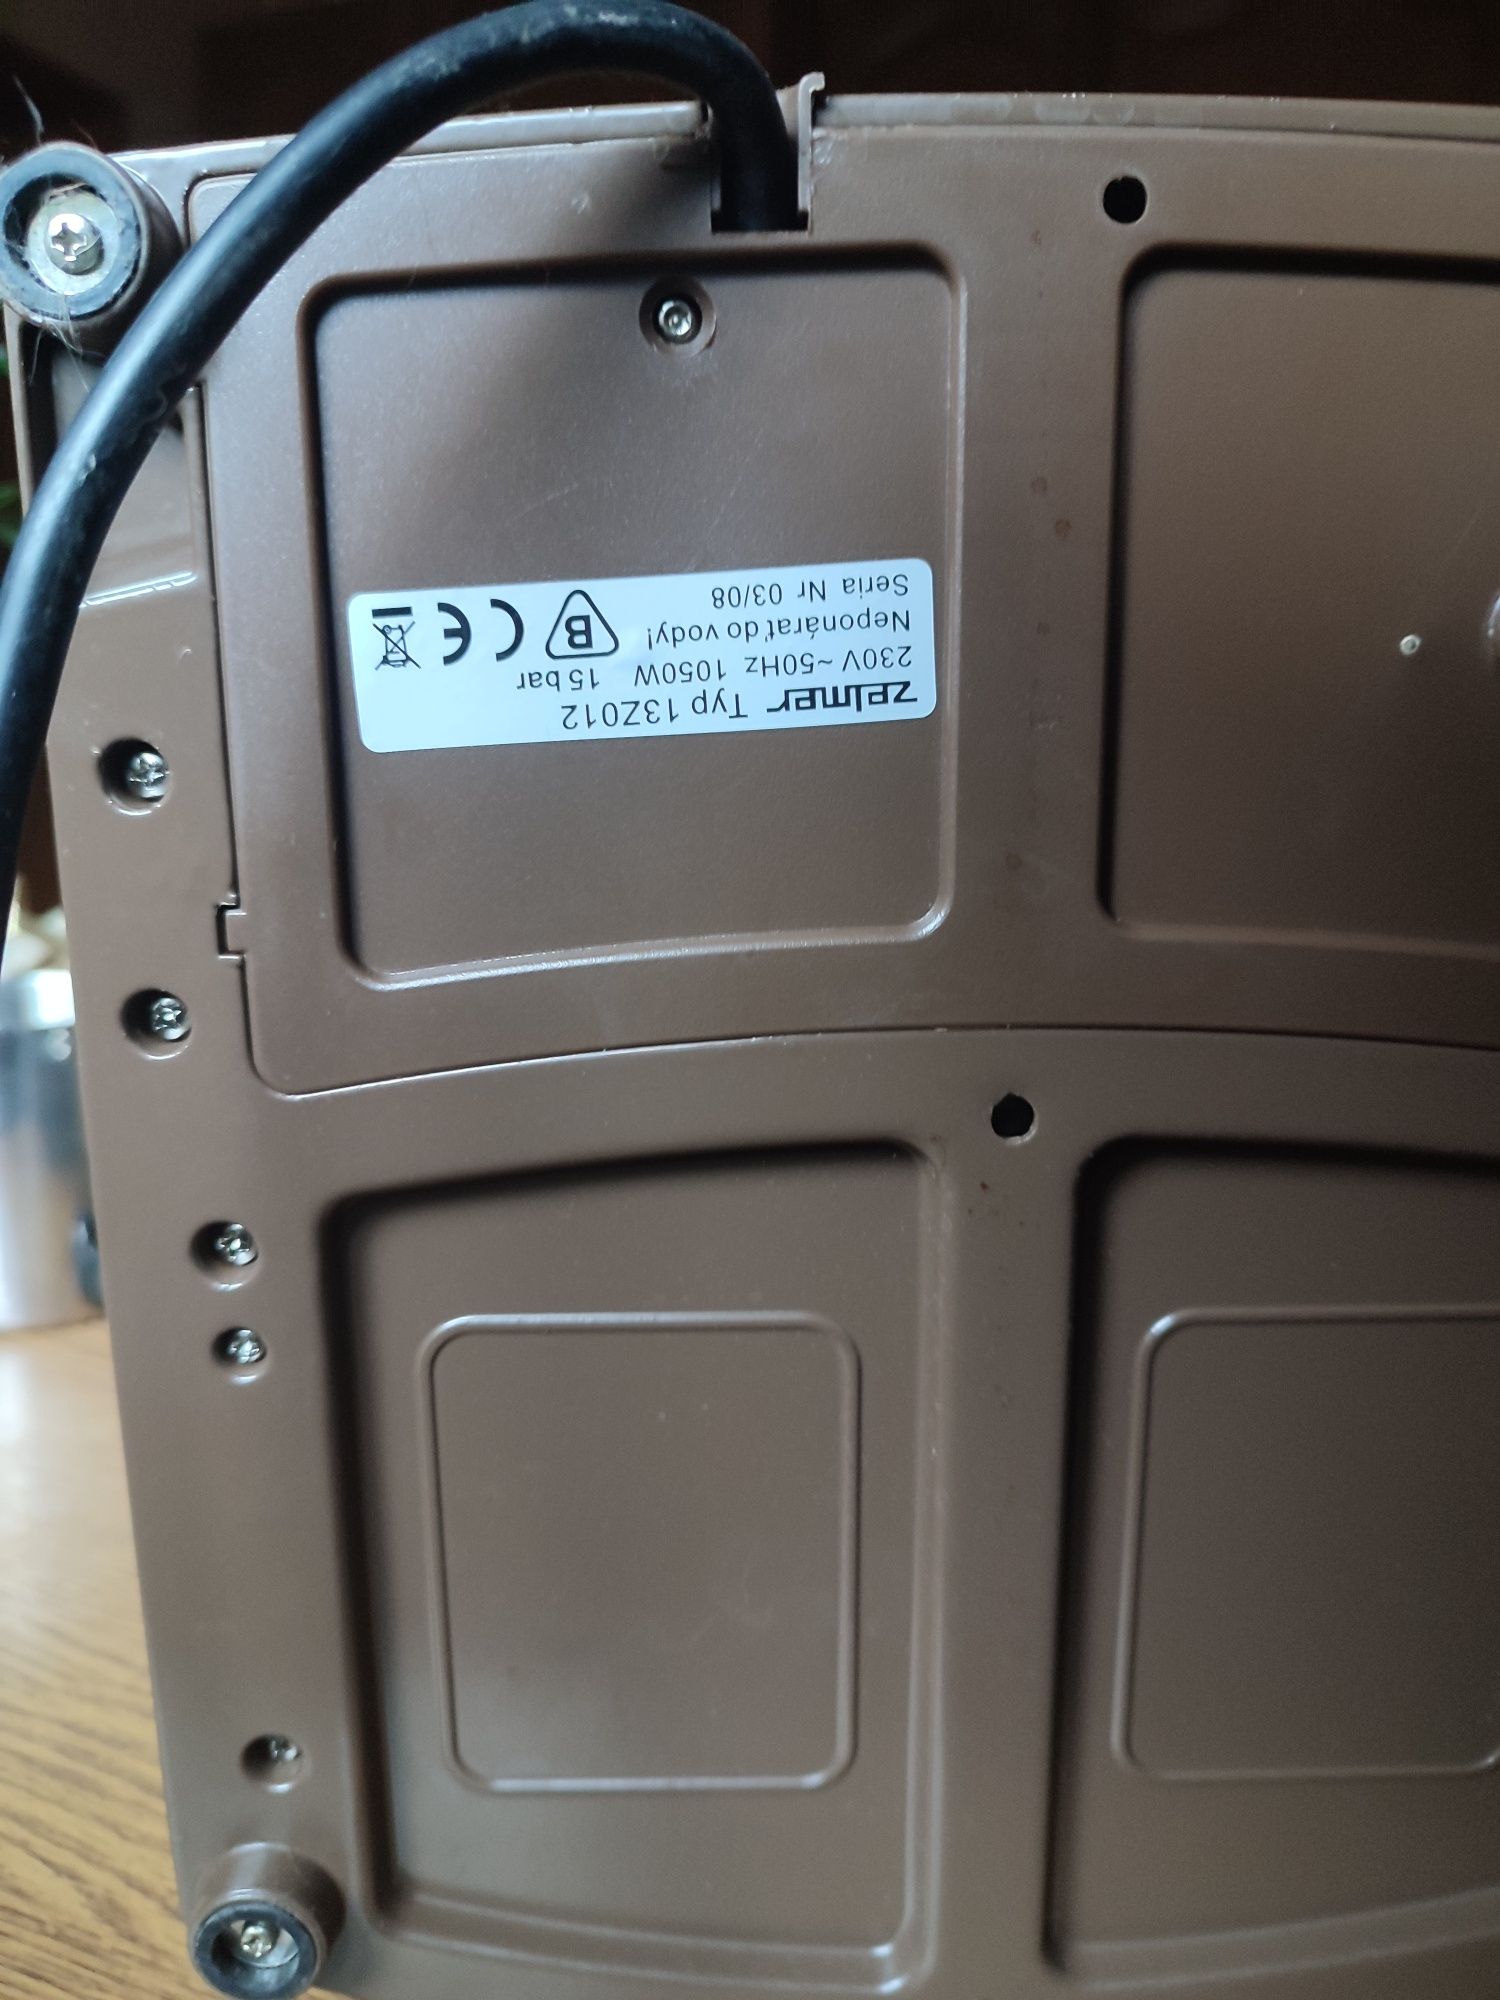 zelmer Typ 13Z012
230V ~50Hz 1050W 15 bar
Neponárať do vody!
Seria Nr 03/08
B CE